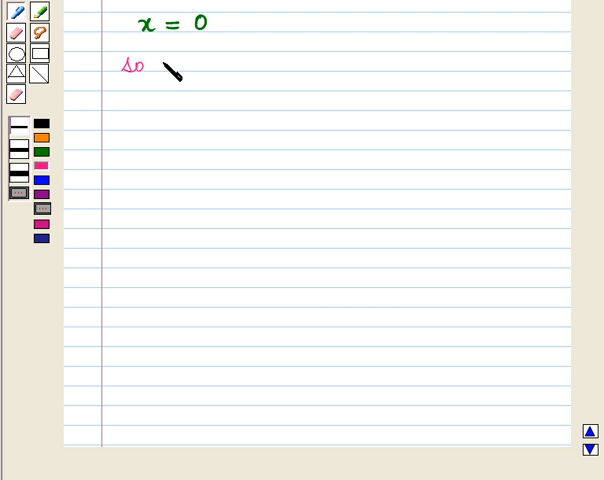 x = 0
so